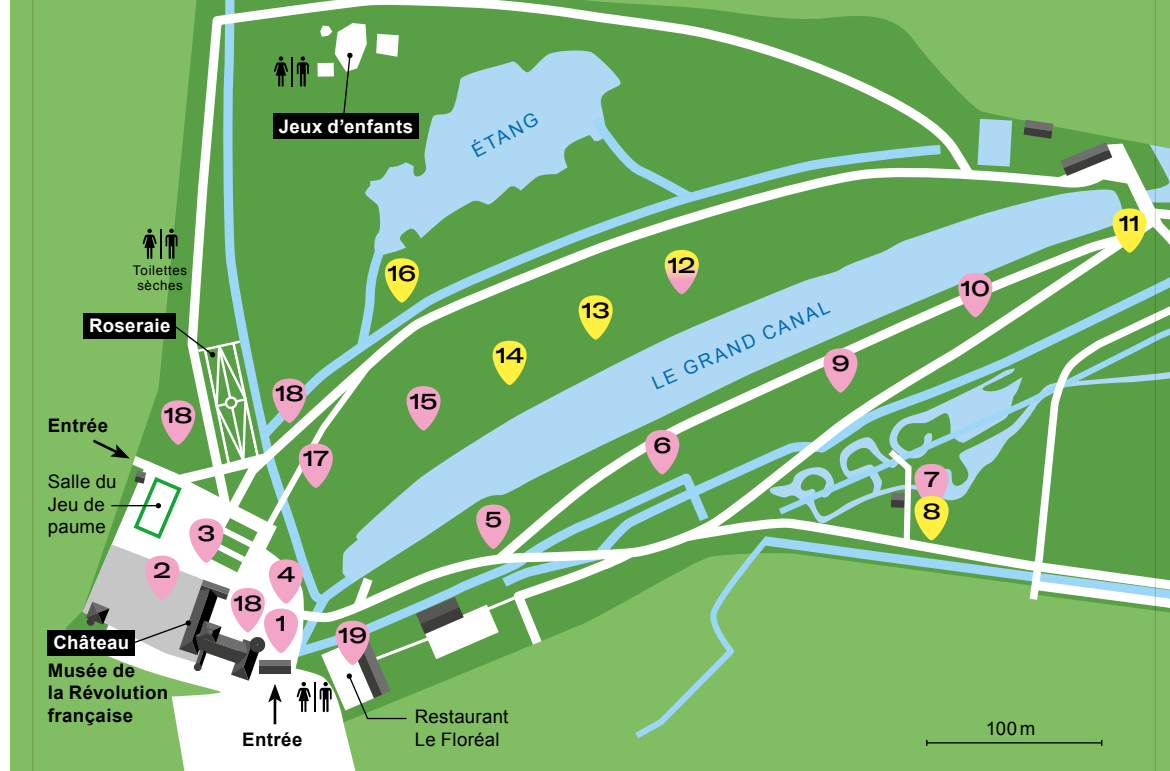 Jeux d'enfants
ÉTANG
11
Toilettes
sèches
16
12
10
13
Roseraie
14
LE GRAND CANAL
9
18
15
18
Entrée
6
17
7
Salle du
Jeu de
paume
8
5
3
2
4
18
1
19
Château
Musée de
la Révolution
française
Restaurant
Le Floréal
Entrée
100 m